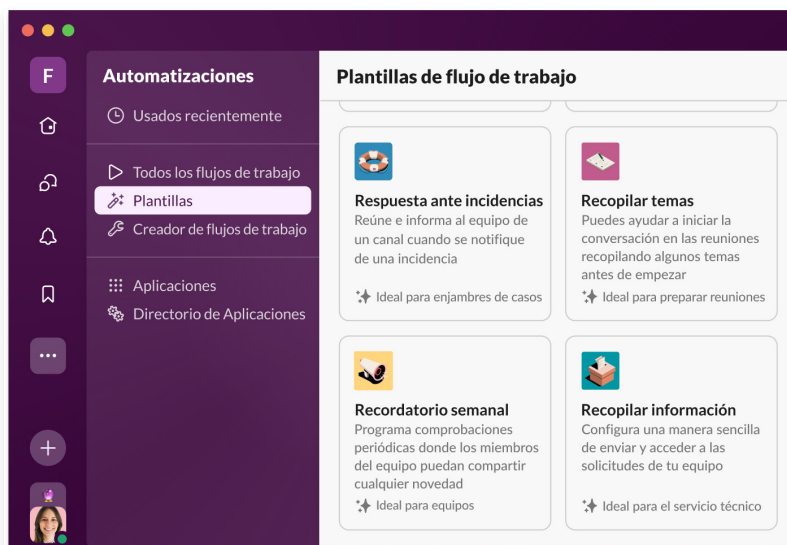 F
Automatizaciones
Usados recientemente
Todos los flujos de trabajo
Plantillas
Creador de flujos de trabajo
Aplicaciones
Directorio de Aplicaciones
Plantillas de flujo de trabajo
Respuesta ante incidencias
Reúne e informa al equipo de
un canal cuando se notifique
de una incidencia
Ideal para enjambres de casos
Recopilar temas
Puedes ayudar a iniciar la
conversación en las reuniones
recopilando algunos temas
antes de empezar
Ideal para preparar reuniones
Recordatorio semanal
Programa comprobaciones
periódicas donde los miembros
del equipo puedan compartir
cualquier novedad
Ideal para equipos
Recopilar información
Configura una manera sencilla
de enviar y acceder a las
solicitudes de tu equipo
Ideal para el servicio técnico